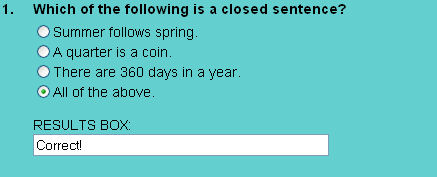 1. Which of the following is a closed sentence?
Summer follows spring.
A quarter is a coin.
There are 360 days in a year.
All of the above.
RESULTS BOX:
Correct!